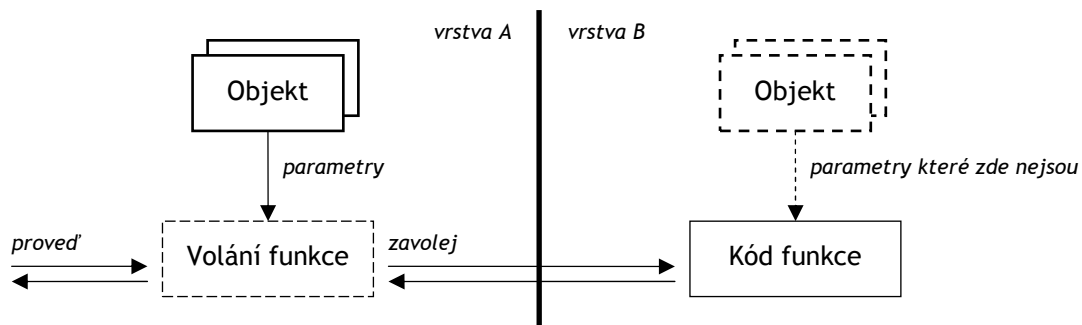 vrstva A
vrstva B
Objekt
Objekt
parametry
parametry které zde nejsou
proveď
Volání funkce
zavolej
Kód funkce